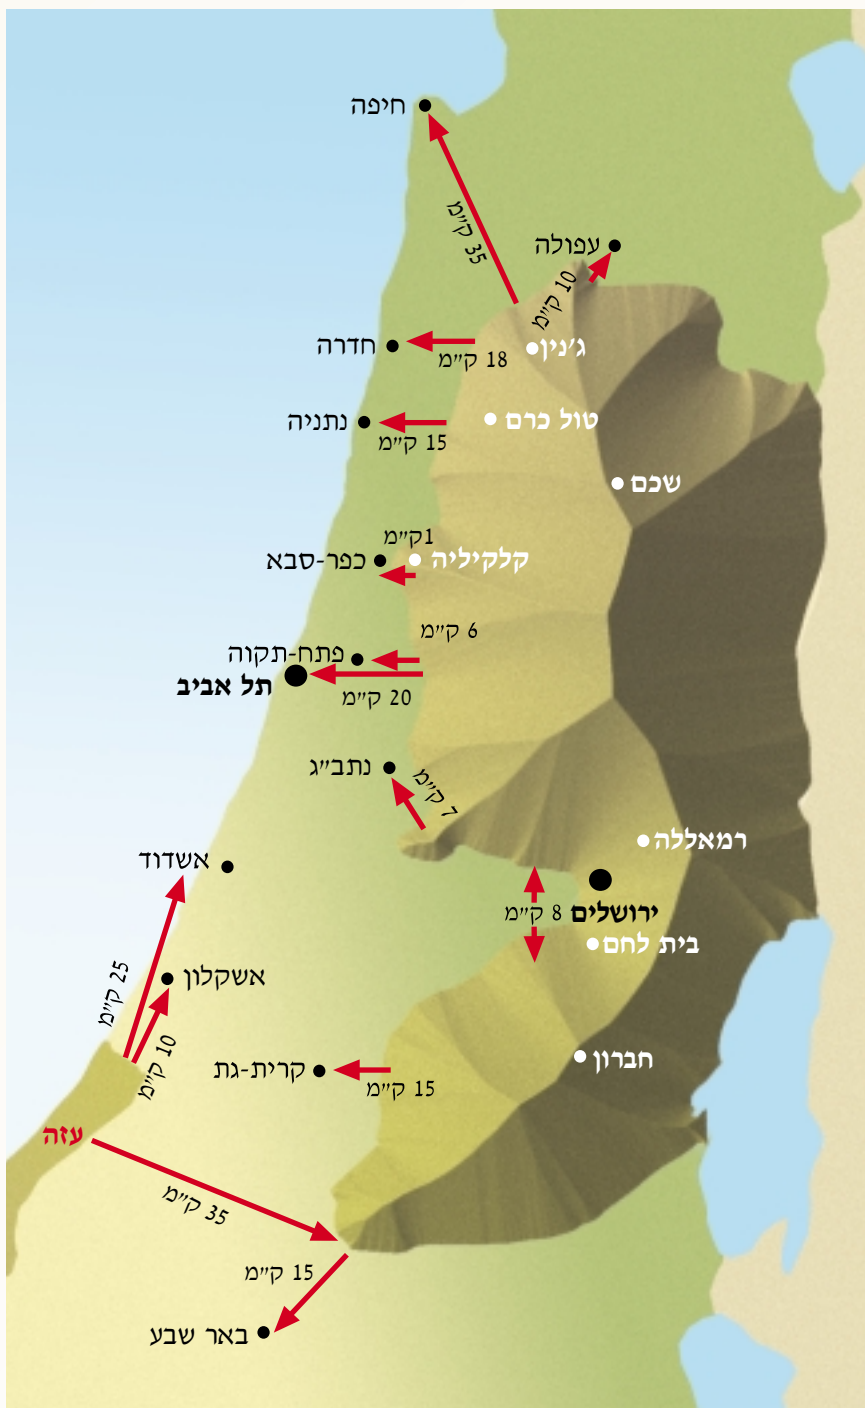 חיפה
35 ק״מ
עפולה
10 ק״מ
חדרה
18 ק״מ
ג׳נין
נתניה
15 ק״מ
טול כרם
שכם
1ק״מ
כפר-סבא
קלקיליה
6 ק״מ
פתח-תקוה
תל אביב
20 ק״מ
נתב״ג
7 ק״מ
רמאללה
אשדוד
ירושלים
8 ק״מ
בית לחם
אשקלון
25 ק״מ
10 ק״מ
חברון
קרית-גת
15 ק״מ
עזה
35 ק״מ
15 ק״מ
באר שבע